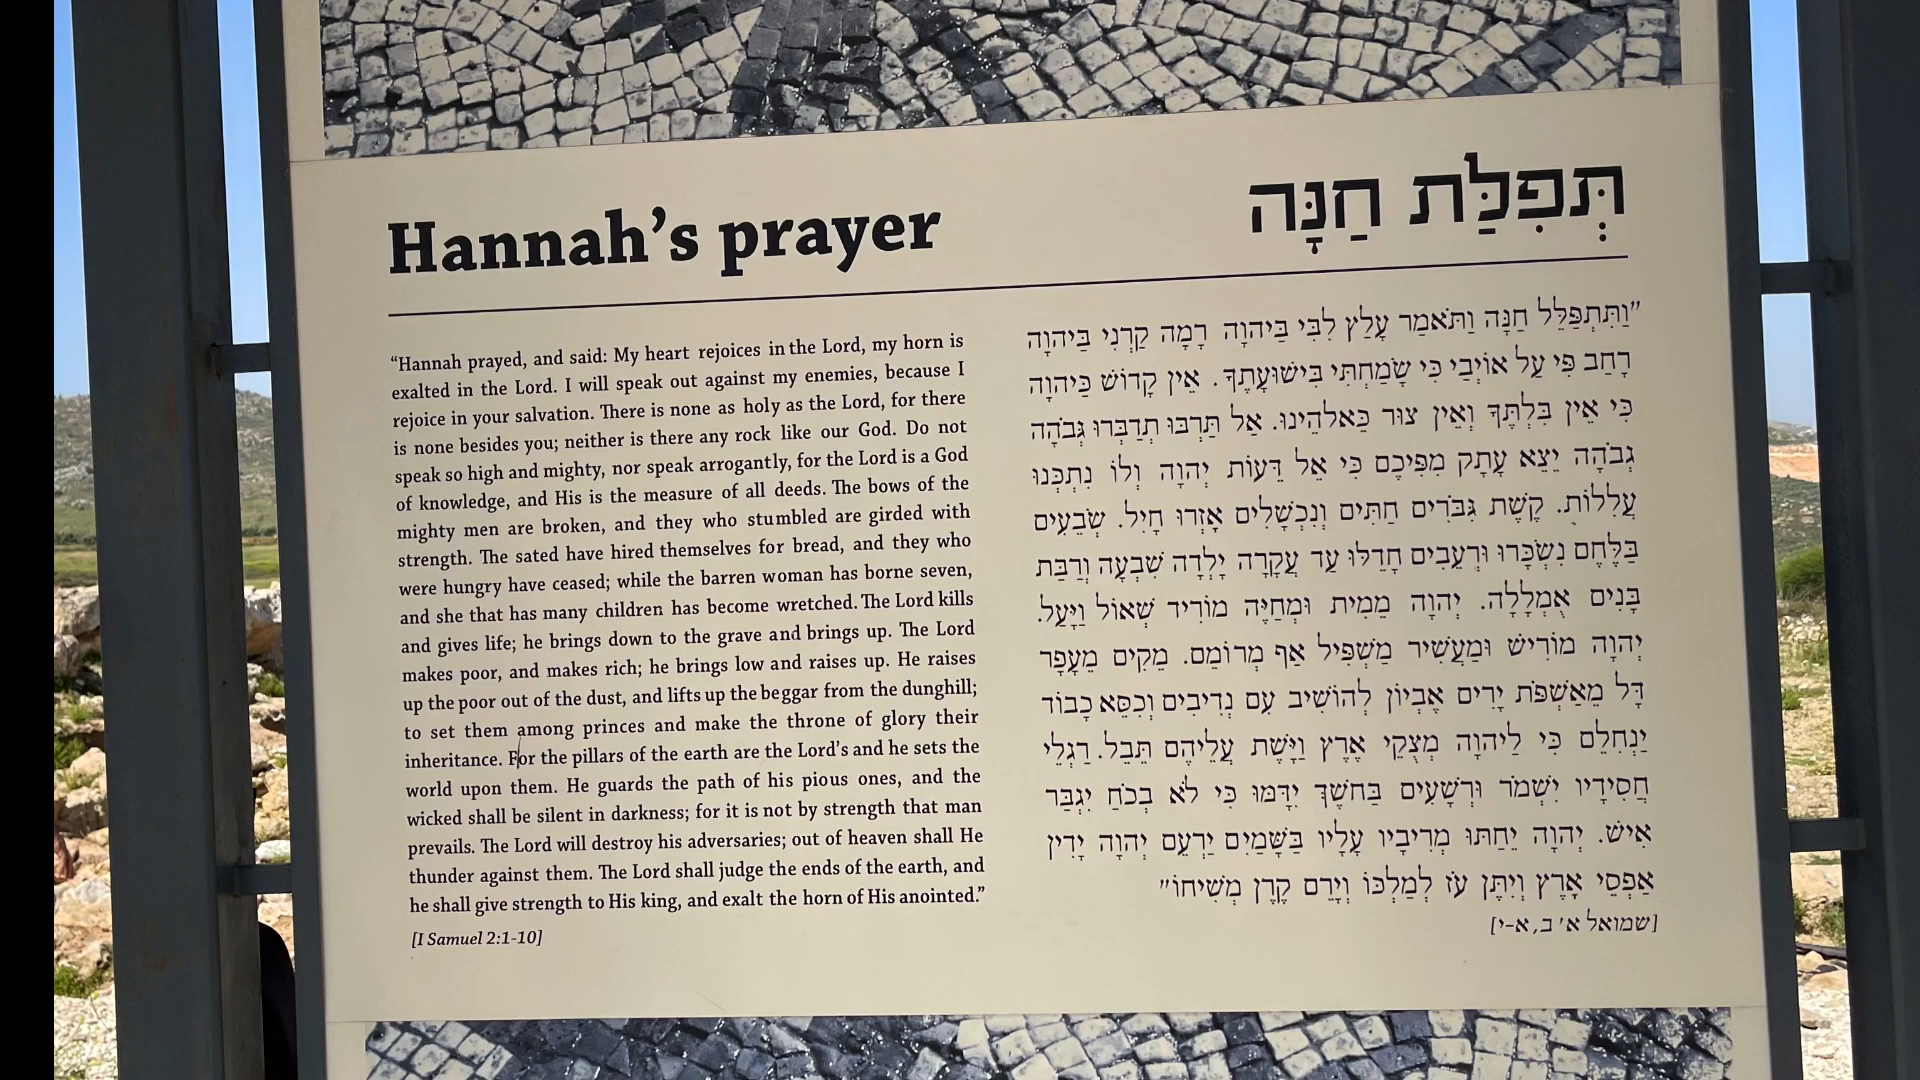 Hannah's prayer
תְּפִלַּת חַנָּה
“Hannah prayed, and said: My heart rejoices in the Lord, my horn is
exalted in the Lord. I will speak out against my enemies, because I
rejoice in your salvation. There is none as holy as the Lord, for there
is none besides you; neither is there any rock like our God. Do not
speak so high and mighty, nor speak arrogantly, for the Lord is a God
of knowledge, and His is the measure of all deeds. The bows of the
mighty men are broken, and they who stumbled are girded with
strength. The sated have hired themselves for bread, and they who
were hungry have ceased; while the barren woman has borne seven,
and she that has many children has become wretched. The Lord kills
and gives life; he brings down to the grave and brings up. The Lord
makes poor, and makes rich; he brings low and raises up. He raises
up the poor out of the dust, and lifts up the beggar from the dunghill;
to set them among princes and make the throne of glory their
inheritance. For the pillars of the earth are the Lord's and he sets the
world upon them. He guards the path of his pious ones, and the
wicked shall be silent in darkness; for it is not by strength that man
prevails. The Lord will destroy his adversaries; out of heaven shall He
thunder against them. The Lord shall judge the ends of the earth, and
he shall give strength to His king, and exalt the horn of His anointed.”
[I Samuel 2:1-10]
"וַתִּתְפַּלֵּל חַנָּה וַתֹּאמַר עָלַץ לִבִּי בַּיהוָה רָמָה קַרְנִי בַּיהוָה
רָחַב פִּי עַל אוֹיְבַי כִּי שָׂמַחְתִּי בִּישׁוּעָתֶךָ. אֵין קָדוֹשׁ כַּיהוָה
כִּי אֵין בִּלְתֶּךָ וְאֵין צוּר כֵּאלֹהֵינוּ. אַל תַּרְבּוּ תְדַבְּרוּ גְּבֹהָה
גְבֹהָה יֵצֵא עָתָק מִפִּיכֶם כִּי אֵל דֵּעוֹת יְהוָה וְלוֹ נִתְכְּנוּ
עֲלִלוֹת. קֶשֶׁת גִּבֹּרִים חַתִּים וְנִכְשָׁלִים אָזְרוּ חָיִל. שְׂבֵעִים
בַּלֶּחֶם נִשְׂכָּרוּ וּרְעֵבִים חָדֵלּוּ עַד עֲקָרָה יָלְדָה שִׁבְעָה וְרַבַּת
בָּנִים אֻמְלָלָה. יְהוָה מֵמִית וּמְחַיֶּה מוֹרִיד שְׁאוֹל וַיָּעַל.
יְהוָה מוֹרִישׁ וּמַעֲשִׁיר מַשְׁפִּיל אַף מְרוֹמֵם. מֵקִים מֵעָפָר
דָּל מֵאַשְׁפֹּת יָרִים אֶבְיוֹן לְהוֹשִׁיב עִם נְדִיבִים וְכִסֵּא כָבוֹד
יַנְחִלֵם כִּי לַיהוָה מְצֻקֵי אֶרֶץ וַיָּשֶׁת עֲלֵיהֶם תֵּבֵל. רַגְלֵי
חֲסִידָיו יִשְׁמֹר וּרְשָׁעִים בַּחֹשֶׁךְ יִדָּמּוּ כִּי לֹא בְכֹחַ יִגְבַּר
אִישׁ. יְהוָה יֵחַתּוּ מְרִיבָיו עָלָיו בַּשָּׁמַיִם יַרְעֵם יְהוָה יָדִין
אַפְסֵי אָרֶץ וְיִתֶּן עֹז לְמַלְכּוֹ וְיָרֵם קֶרֶן מְשִׁיחוֹ"
[שמואל א' ב, א-י]